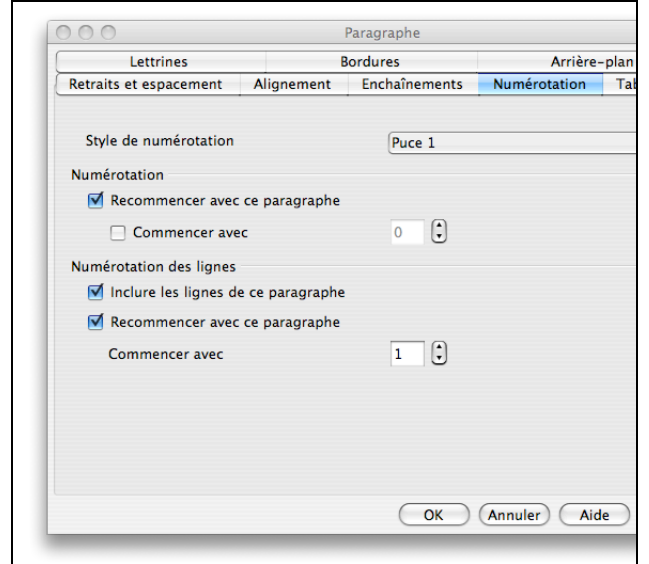 Paragraphe
Lettrines Bordures Arrière-plan
Retraits et espacement Alignement Enchaînements Numérotation Tab
Style de numérotation Puce 1
Numérotation
Recommencer avec ce paragraphe
Commencer avec 0
Numérotation des lignes
Inclure les lignes de ce paragraphe
Recommencer avec ce paragraphe
Commencer avec 1
OK Annuler Aide